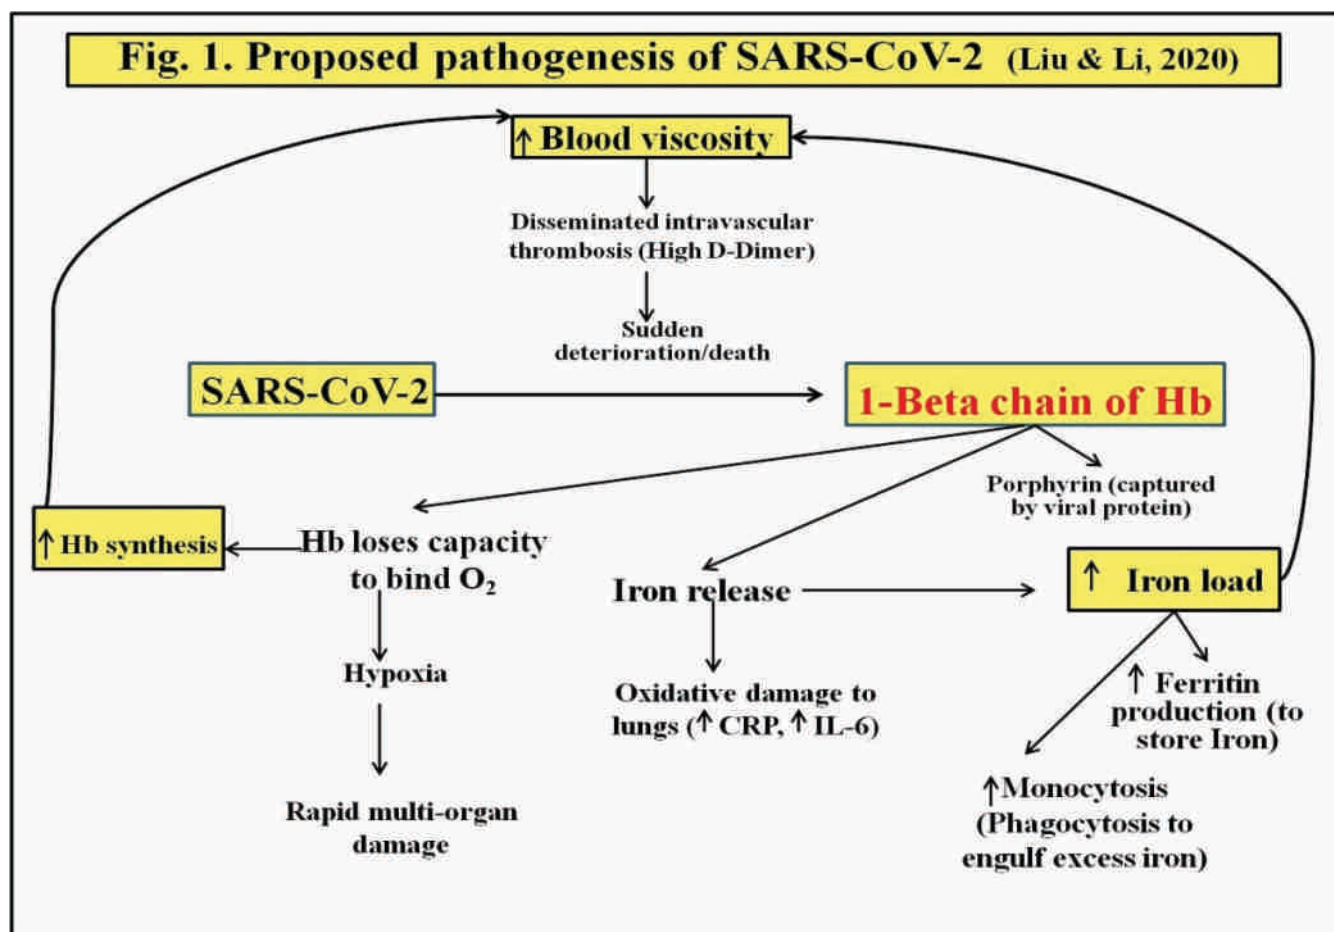 Fig. 1. Proposed pathogenesis of SARS-CoV-2 (Liu & Li, 2020)
↑ Blood viscosity
Disseminated intravascular
thrombosis (High D-Dimer)
Sudden
deterioration/death
SARS-CoV-2
1-Beta chain of Hb
Porphyrin (captured
by viral protein)
↑ Hb synthesis
Hb loses capacity
to bind O₂
Iron release
↑ Iron load
Hypoxia
Oxidative damage to
lungs (↑ CRP, ↑ IL-6)
↑ Ferritin
production (to
store Iron)
Rapid multi-organ
damage
↑Monocytosis
(Phagocytosis to
engulf excess iron)